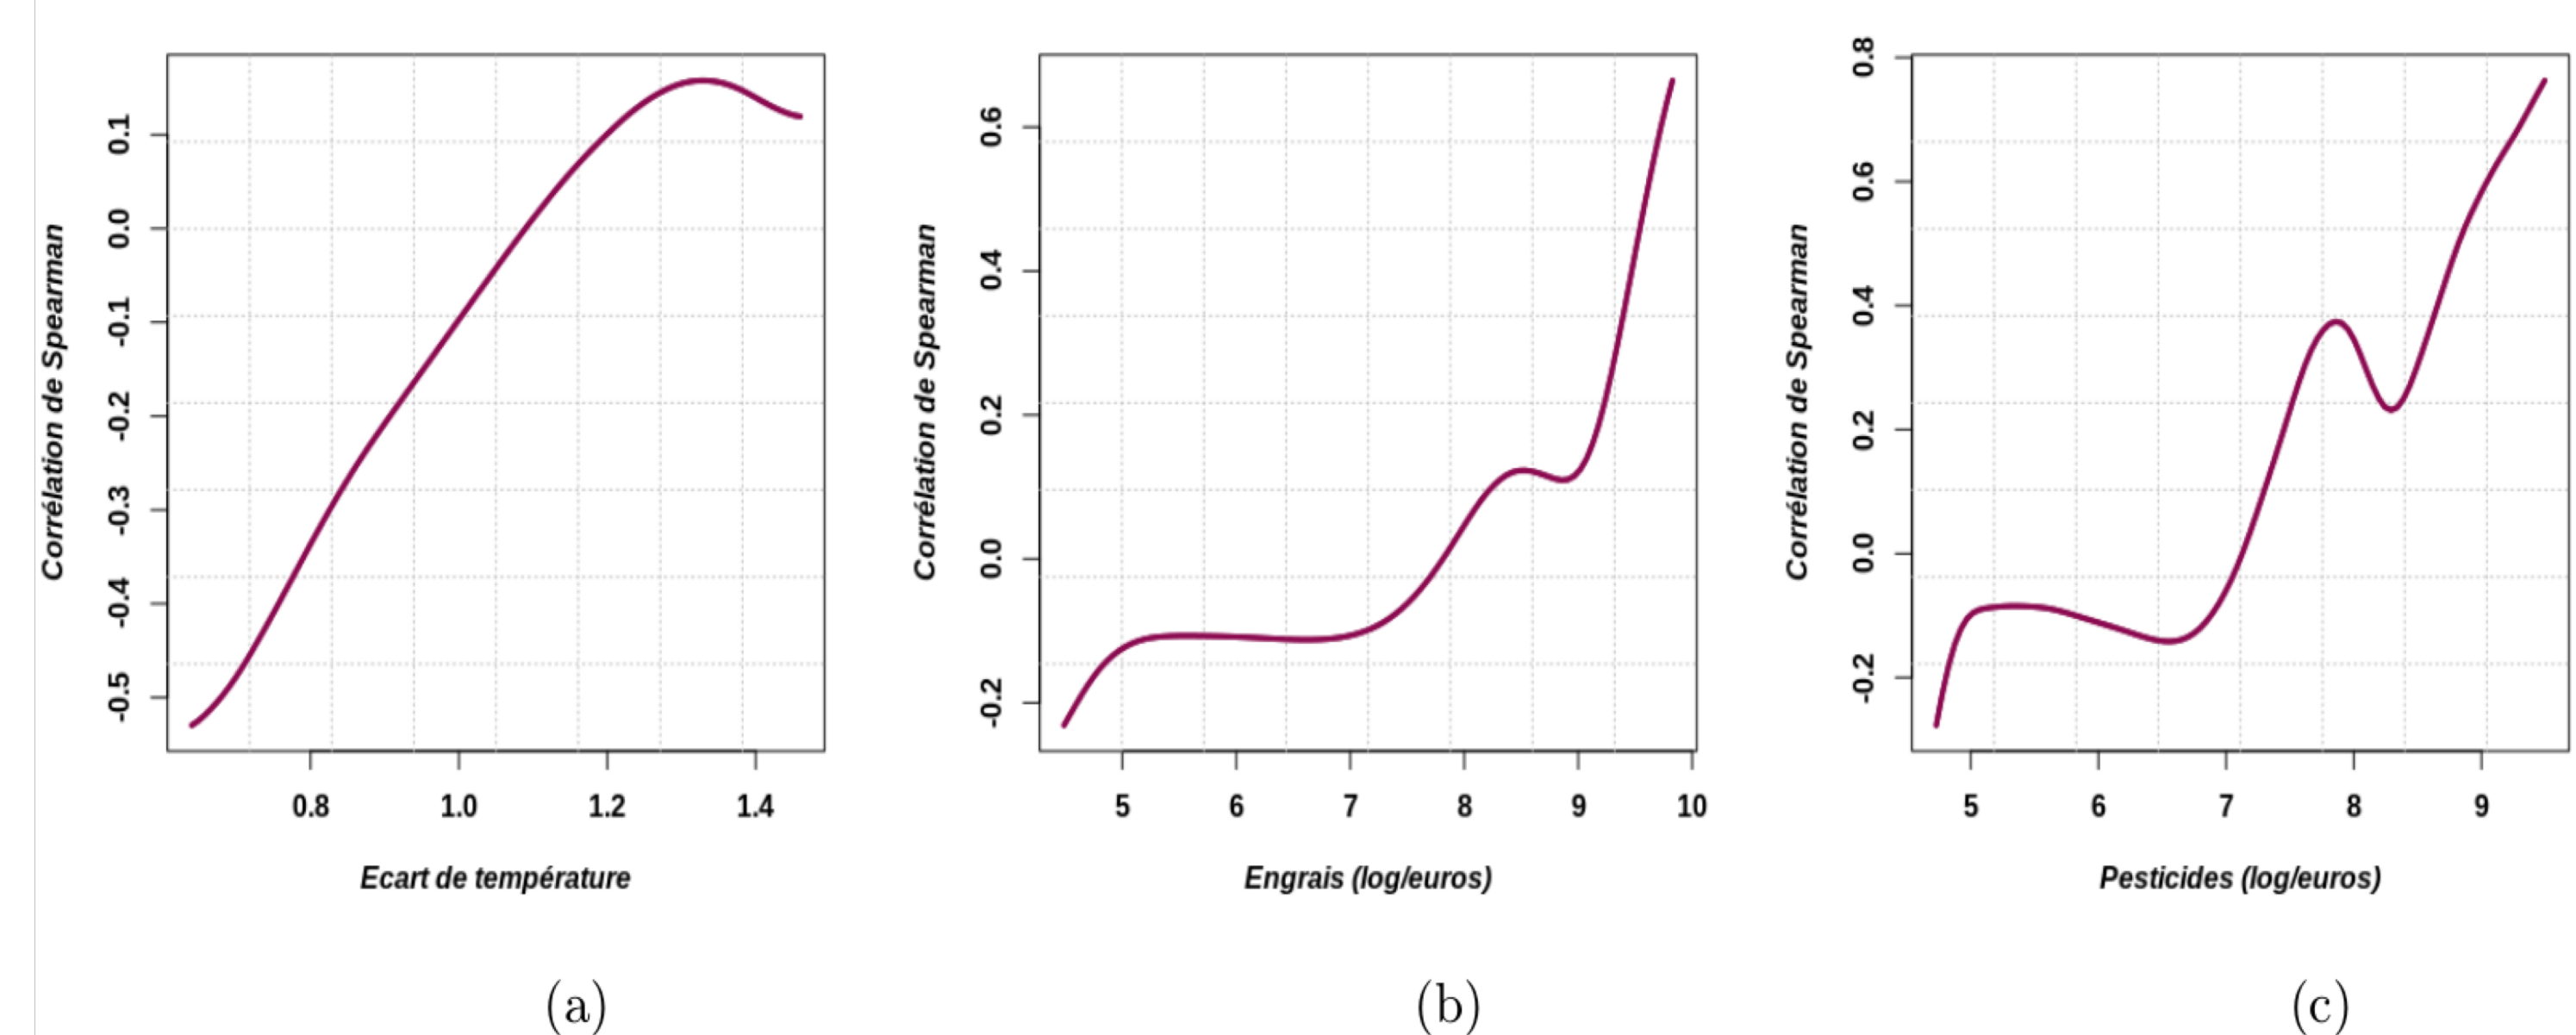 Corrélation de Spearman
0.1
0.0
-0.1
-0.2
-0.3
-0.4
-0.5
0.8 1.0 1.2 1.4
Ecart de température
(a)
Corrélation de Spearman
0.6
0.4
0.2
0.0
-0.2
5 6 7 8 9 10
Engrais (log/euros)
(b)
Corrélation de Spearman
0.8
0.6
0.4
0.2
0.0
-0.2
5 6 7 8 9
Pesticides (log/euros)
(c)